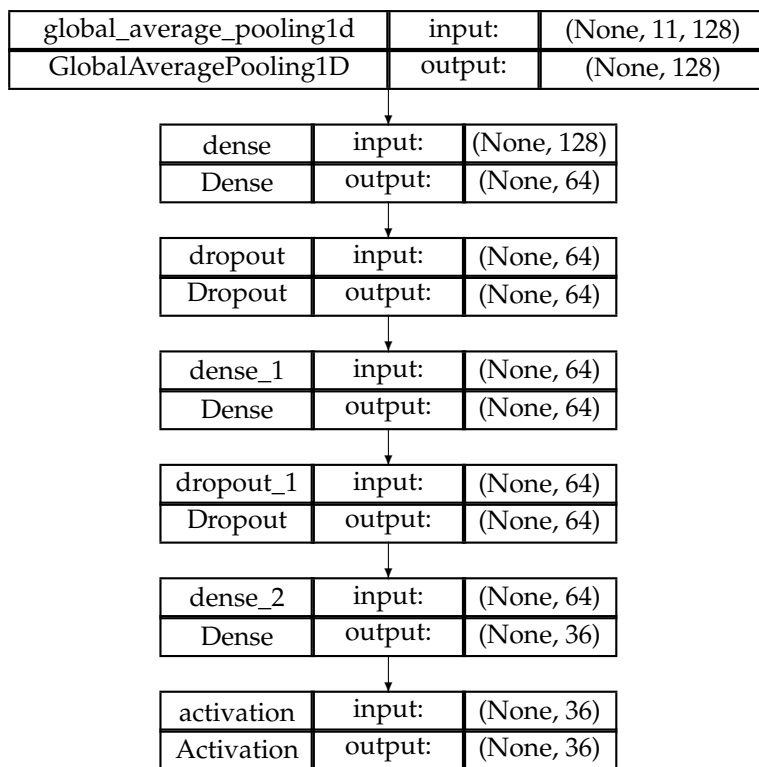 global_average_pooling1d input: (None, 11, 128)
GlobalAveragePooling1D output: (None, 128)
dense input: (None, 128)
Dense output: (None, 64)
dropout input: (None, 64)
Dropout output: (None, 64)
dense_1 input: (None, 64)
Dense output: (None, 64)
dropout_1 input: (None, 64)
Dropout output: (None, 64)
dense_2 input: (None, 64)
Dense output: (None, 36)
activation input: (None, 36)
Activation output: (None, 36)